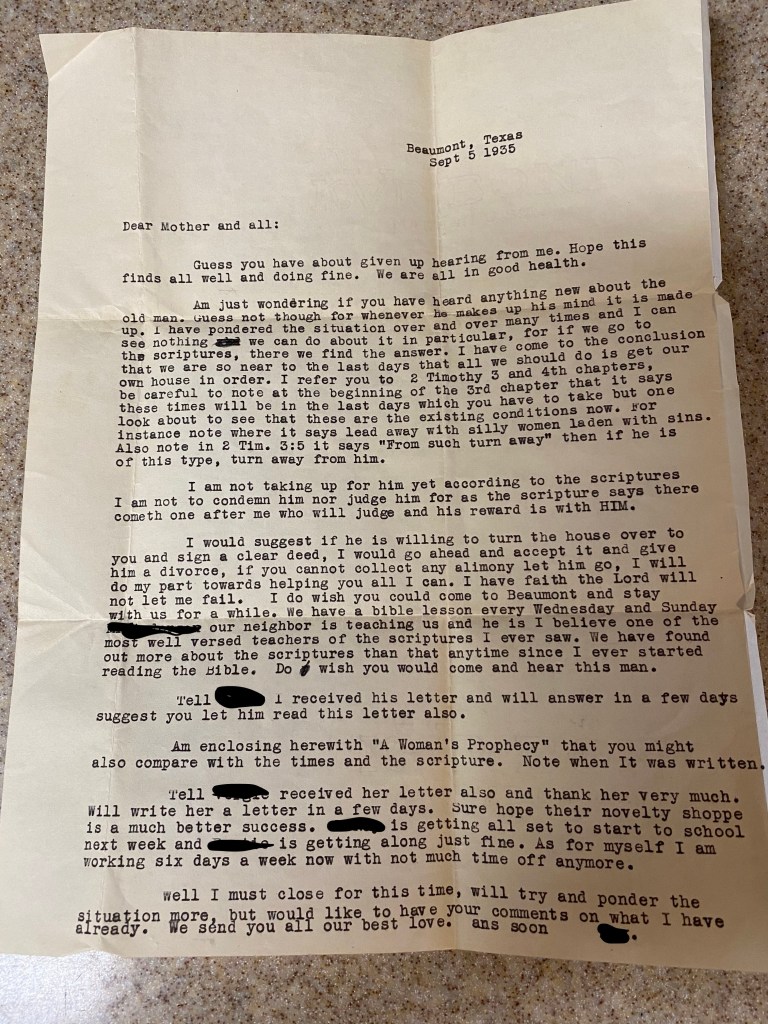 Beaumont, Texas
Sept 5 1935
Dear Mother and all:
Guess you have about given up hearing from me. Hope this
finds all well and doing fine. We are all in good health.
Am just wondering if you have heard anything new about the
old man. Guess not though for whenever he makes up his mind it is made
up. I have pondered the situation over and over many times and I can
see nothing we can do about it in particular, for if we go to
the scriptures, there we find the answer. I have come to the conclusion
that we are so near to the last days that all we should do is get our
own house in order. I refer you to 2 Timothy 3 and 4th chapters,
be careful to note at the beginning of the 3rd chapter that it says
these times will be in the last days which you have to take but one
look about to see that these are the existing conditions now. For
instance note where it says lead away with silly women laden with sins.
Also note in 2 Tim. 3:5 it says "From such turn away" then if he is
of this type, turn away from him.
I am not taking up for him yet according to the scriptures
I am not to condemn him nor judge him for as the scripture says there
cometh one after me who will judge and his reward is with HIM.
I would suggest if he is willing to turn the house over to
you and sign a clear deed, I would go ahead and accept it and give
him a divorce, if you cannot collect any alimony let him go, I will
do my part towards helping you all I can. I have faith the Lord will
not let me fail. I do wish you could come to Beaumont and stay
with us for a while. We have a bible lesson every Wednesday and Sunday
our neighbor is teaching us and he is I believe one of the
most well versed teachers of the scriptures I ever saw. We have found
out more about the scriptures than that anytime since I ever started
reading the Bible. Do wish you would come and hear this man.
Tell I received his letter and will answer in a few days
suggest you let him read this letter also.
Am enclosing herewith "A Woman's Prophecy" that you might
also compare with the times and the scripture. Note when It was written.
Tell received her letter also and thank her very much.
Will write her a letter in a few days. Sure hope their novelty shoppe
is a much better success. is getting all set to start to school
next week and is getting along just fine. As for myself I am
working six days a week now with not much time off anymore.
Well I must close for this time, will try and ponder the
situation more, but would like to have your comments on what I have
already. We send you all our best love. ans soon